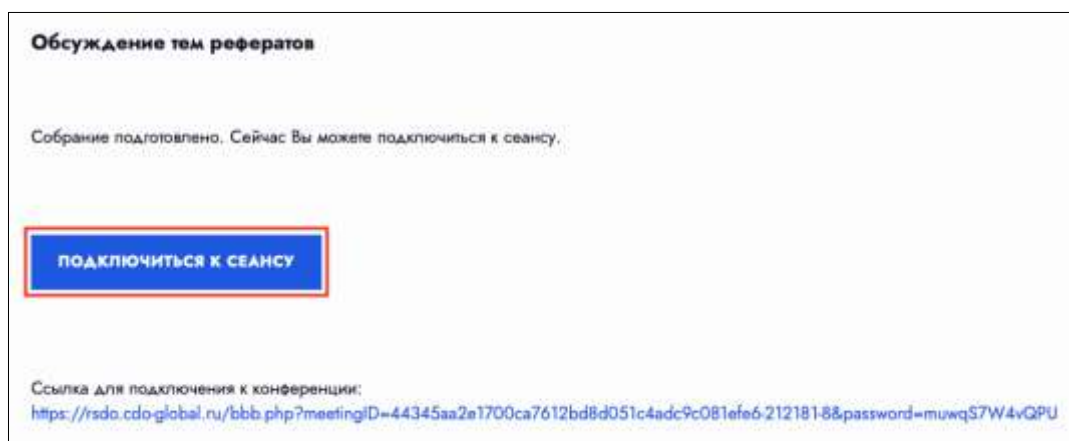 Обсуждение тем рефератов
Собрание подготовлено. Сейчас Вы можете подключиться к сеансу.
ПОДКЛЮЧИТЬСЯ К СЕАНСУ
Ссылка для подключения к конференции:
https://rsdo.cdo-global.ru/bbb.php?meetingID=44345aa2e1700ca7612bd8d051c4adc9c081efe6-212181-8&password=muwqS7W4vQPU